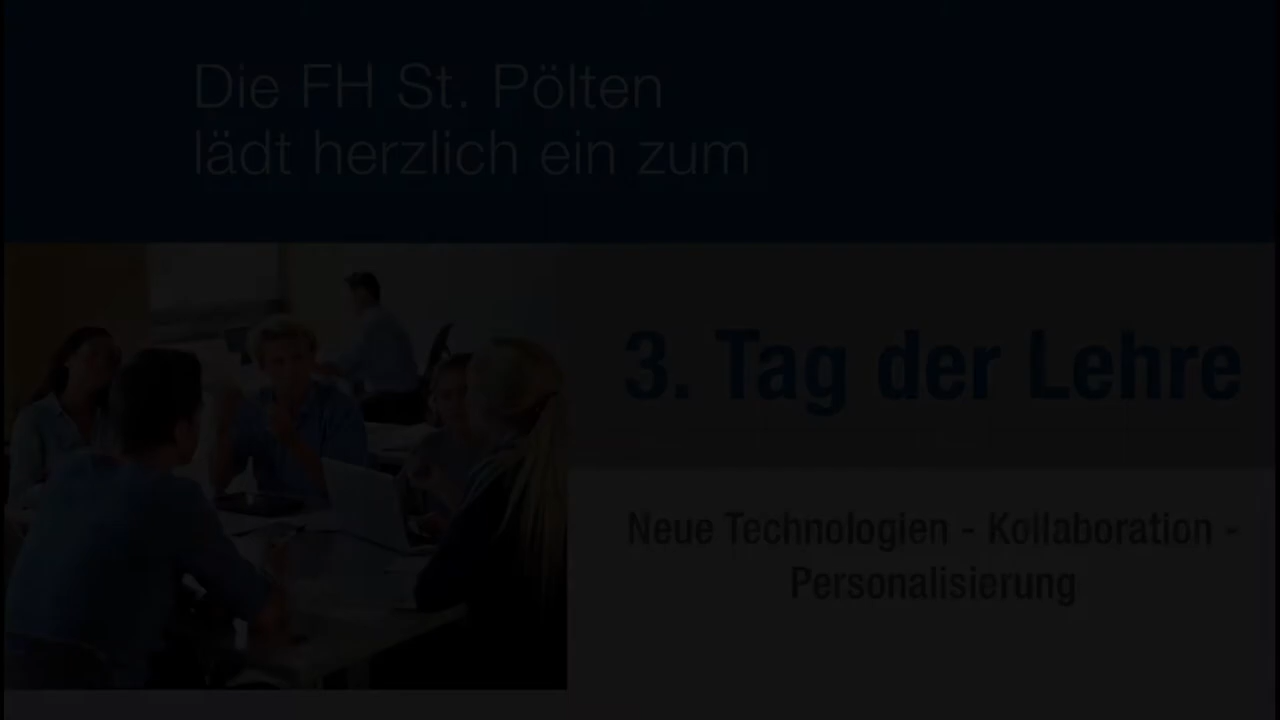 Die FH St. Pölten
lädt herzlich ein zum
3. Tag der Lehre
Neue Technologien - Kollaboration -
Personalisierung